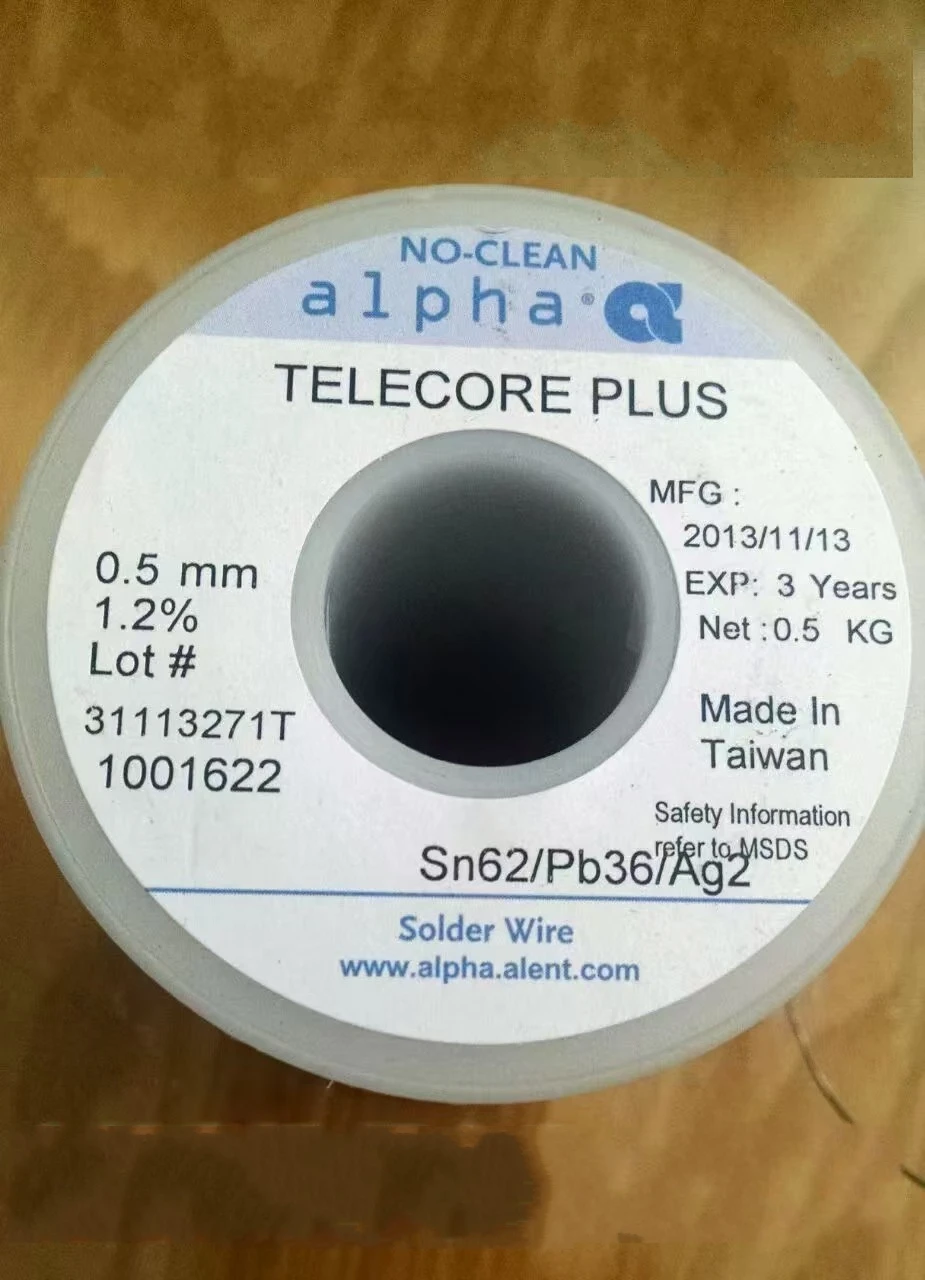 NO-CLEAN
alpha®
TELECORE PLUS
0.5 mm
1.2%
Lot #
31113271T
1001622
MFG :
2013/11/13
EXP: 3 Years
Net :0.5 KG
Made In
Taiwan
Safety Information
refer to MSDS
Sn62/Pb36/Ag2
Solder Wire
www.alpha.alent.com